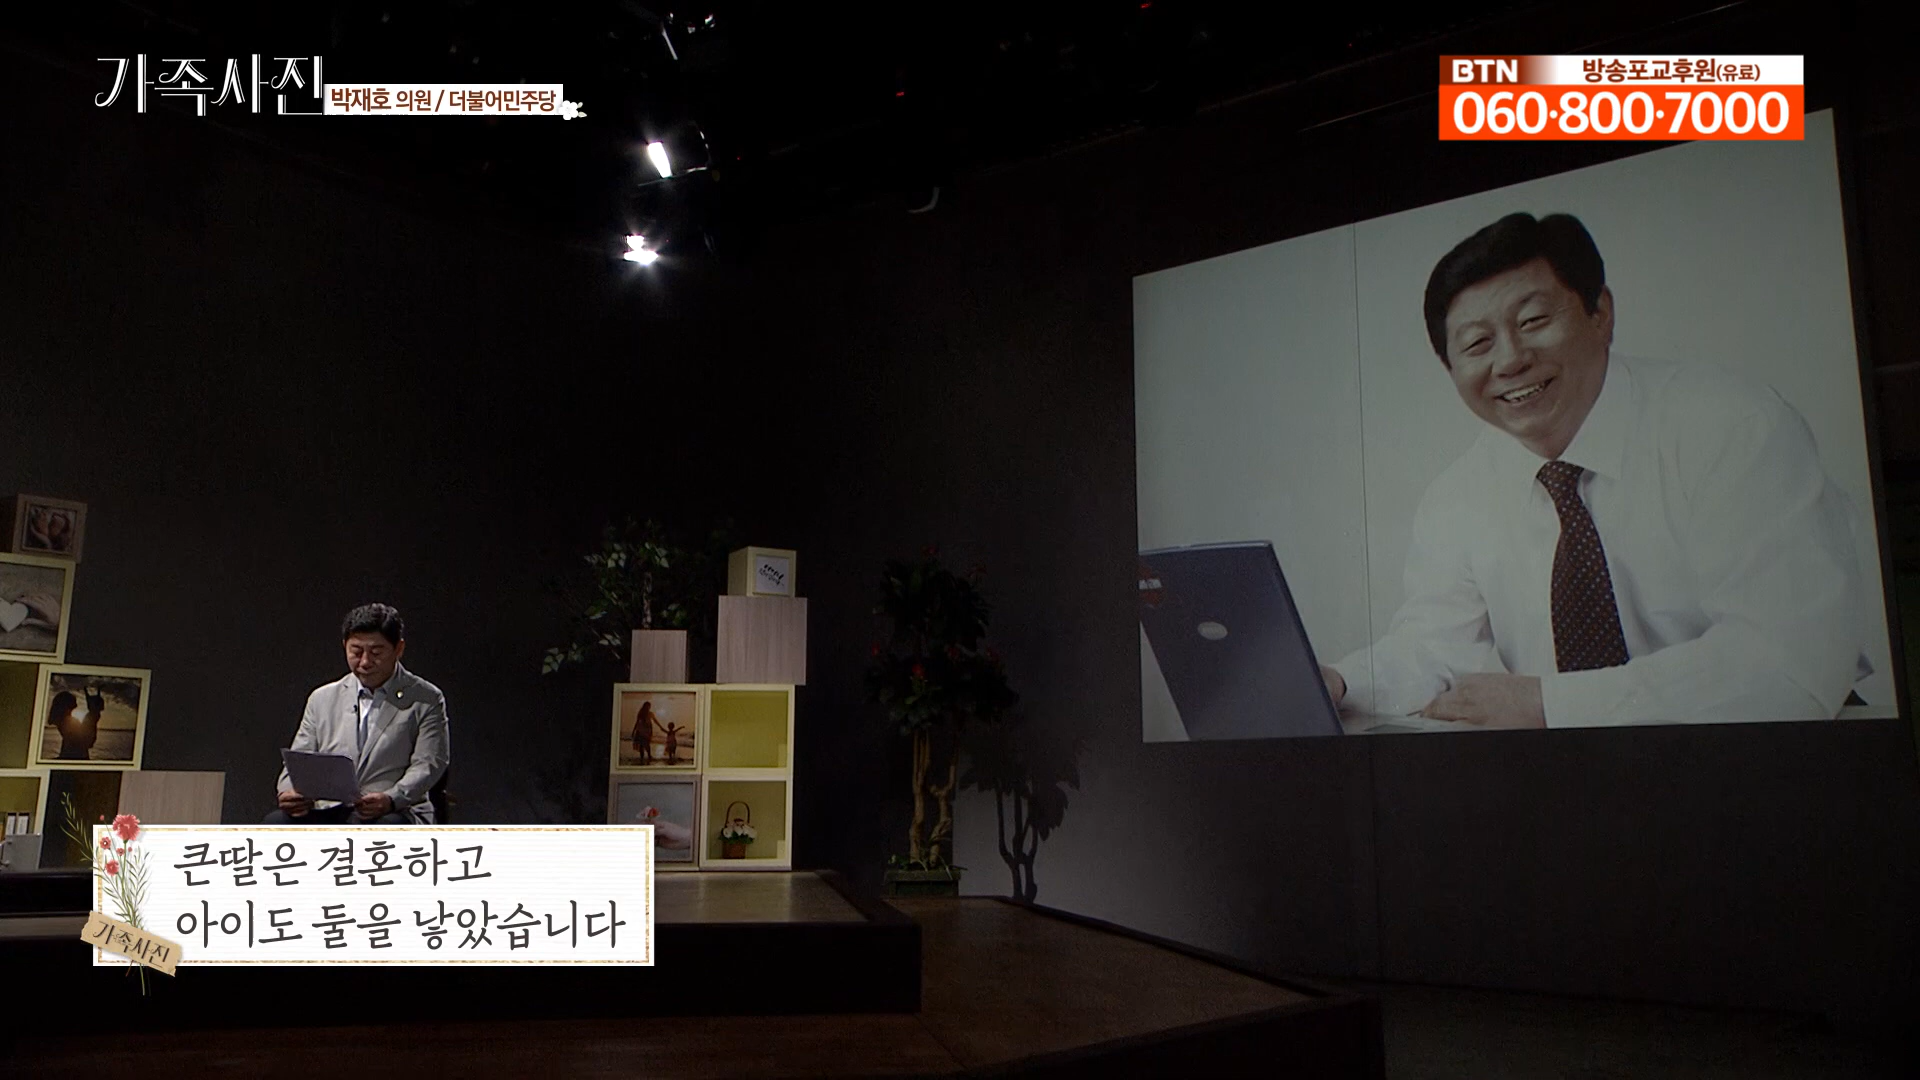 가족사진
박재호 의원 / 더불어민주당
BTN 방송포교후원(유료)
060·800·7000
큰딸은 결혼하고
아이도 둘을 낳았습니다
가족사진